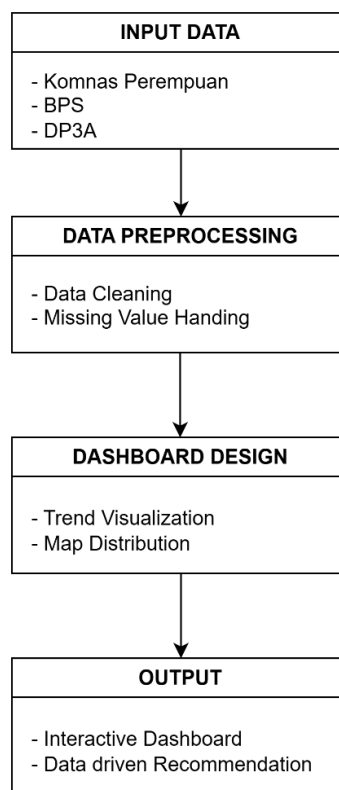 INPUT DATA
- Komnas Perempuan
- BPS
- DP3A
DATA PREPROCESSING
- Data Cleaning
- Missing Value Handing
DASHBOARD DESIGN
- Trend Visualization
- Map Distribution
OUTPUT
- Interactive Dashboard
- Data driven Recommendation